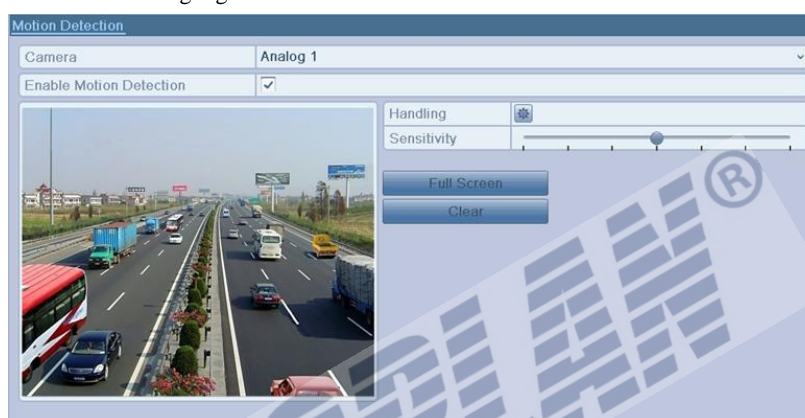 Motion Detection
Camera
Analog 1
Enable Motion Detection
Handling
Sensitivity
Full Screen
Clear
®